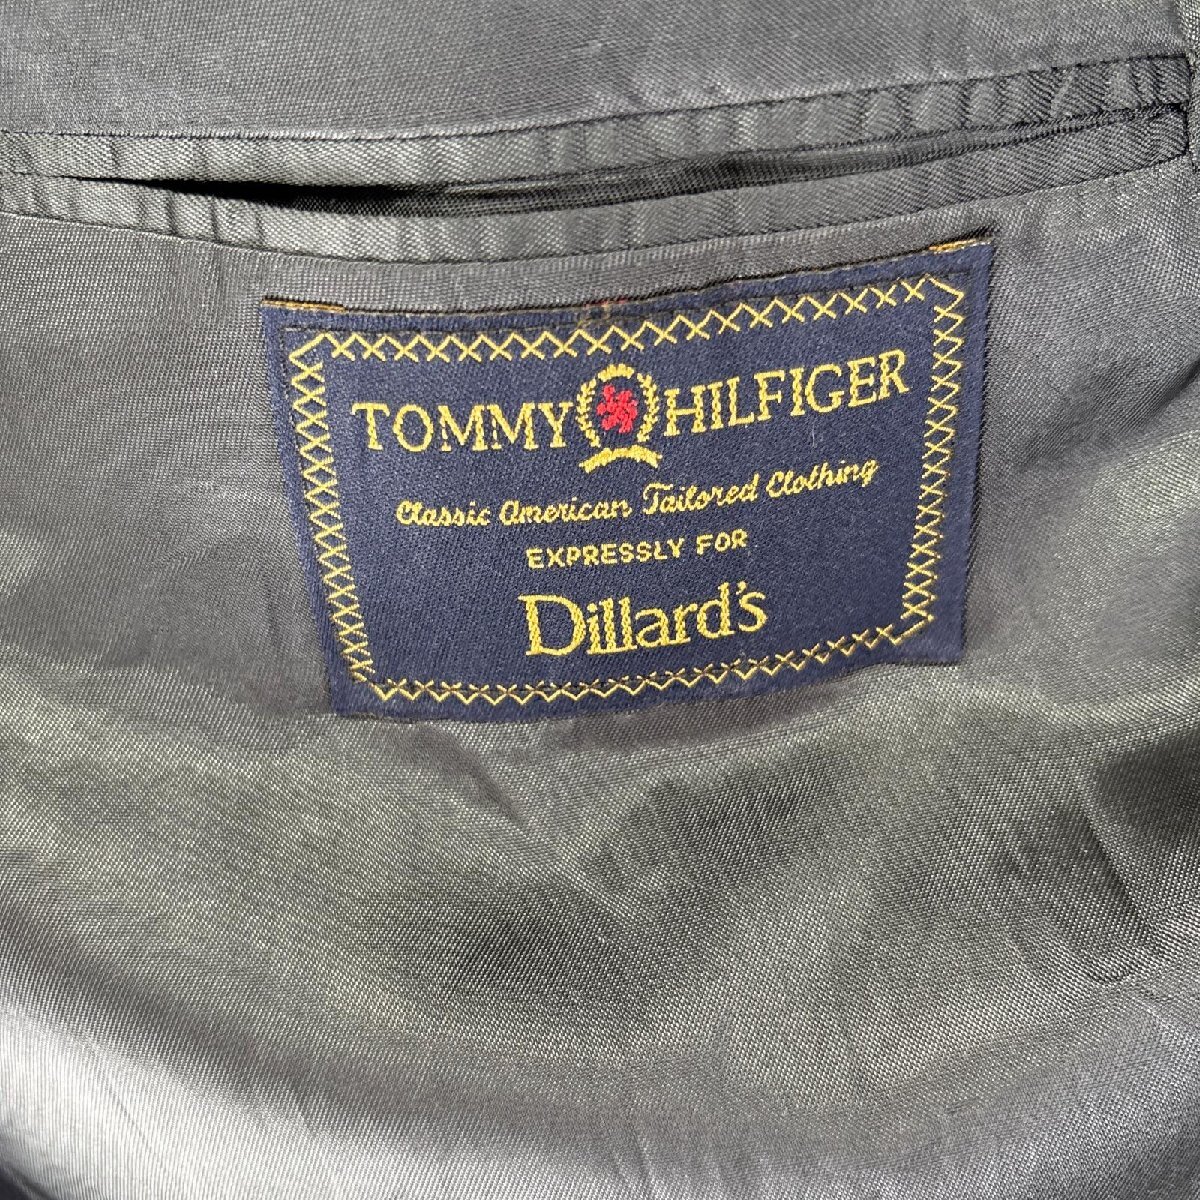 TOMMY HILFIGER
Classic American Tailored Clothing
EXPRESSLY FOR
Dillard's